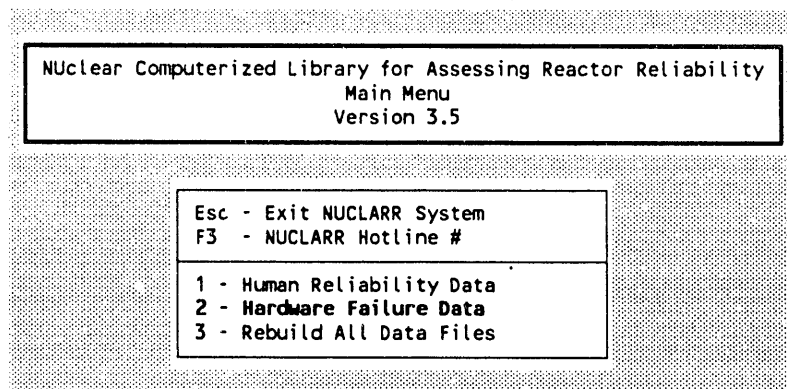 NUclear Computerized Library for Assessing Reactor Reliability
Main Menu
Version 3.5
Esc - Exit NUCLARR System
F3 - NUCLARR Hotline #
1 - Human Reliability Data
2 - Hardware Failure Data
3 - Rebuild All Data Files